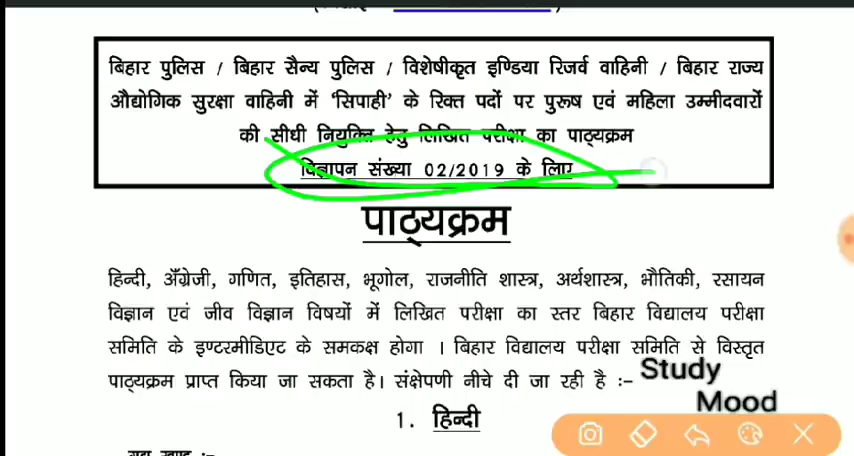 बिहार पुलिस / बिहार सैन्य पुलिस / विशेषीकृत इण्डिया रिजर्व वाहिनी / बिहार राज्य
औद्योगिक सुरक्षा वाहिनी में ‘सिपाही’ के रिक्त पदों पर पुरूष एवं महिला उम्मीदवारों
की सीधी नियुक्ति हेतु लिखित परीक्षा का पाठ्यक्रम
विज्ञापन संख्या 02/2019 के लिए
पाठ्यक्रम
हिन्दी, अँग्रेजी, गणित, इतिहास, भूगोल, राजनीति शास्त्र, अर्थशास्त्र, भौतिकी, रसायन
विज्ञान एवं जीव विज्ञान विषयों में लिखित परीक्षा का स्तर बिहार विद्यालय परीक्षा
समिति के इण्टरमीडिएट के समकक्ष होगा । बिहार विद्यालय परीक्षा समिति से विस्तृत
पाठ्यक्रम प्राप्त किया जा सकता है। संक्षेपणी नीचे दी जा रही है :-
Study
Mood
1. हिन्दी